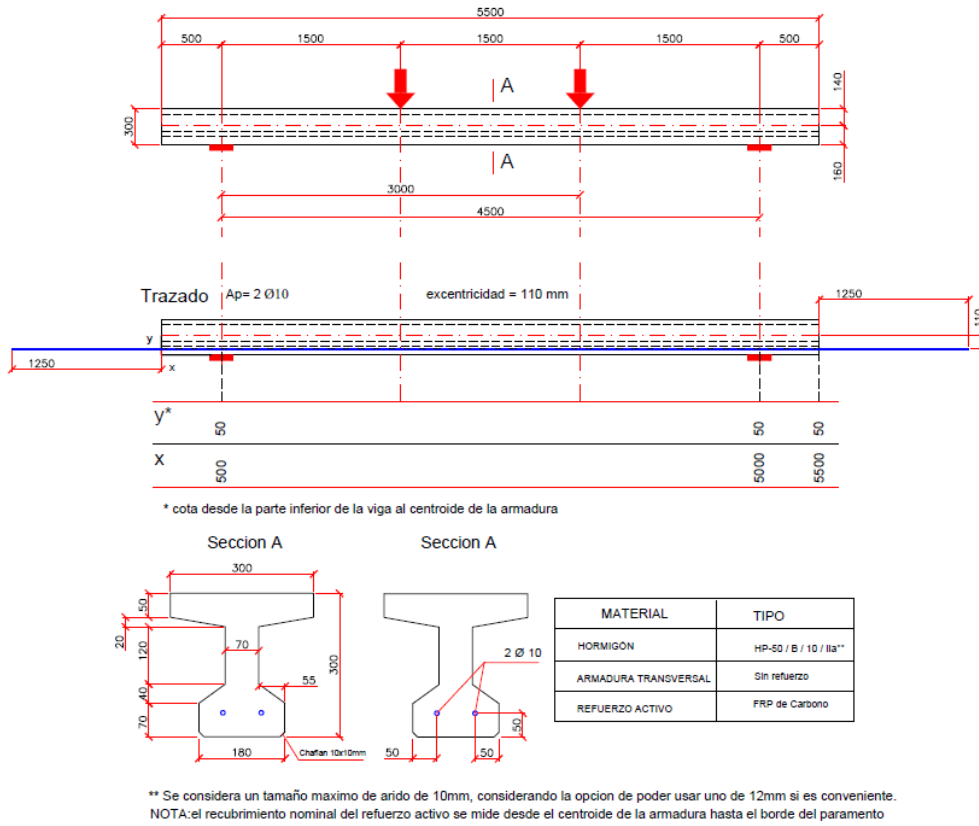 5500
500 1500 1500 1500 500
A
140
300
A
160
3000
4500
Trazado Ap= 2 Ø10 excentricidad = 110 mm
1250
110
y
1250
x
y*
50 50 50
X
500 5000 5500
* cota desde la parte inferior de la viga al centroide de la armadura
Seccion A Seccion A
300
50
20
70
120
300
55
2 Ø 10
40
70
50
180
Chaflan 10x10mm
50 50
MATERIAL TIPO
HORMIGÓN HP-50 / B / 10 / IIa**
ARMADURA TRANSVERSAL Sin refuerzo
REFUERZO ACTIVO FRP de Carbono
** Se considera un tamaño maximo de arido de 10mm, considerando la opcion de poder usar uno de 12mm si es conveniente.
NOTA:el recubrimiento nominal del refuerzo activo se mide desde el centroide de la armadura hasta el borde del paramento